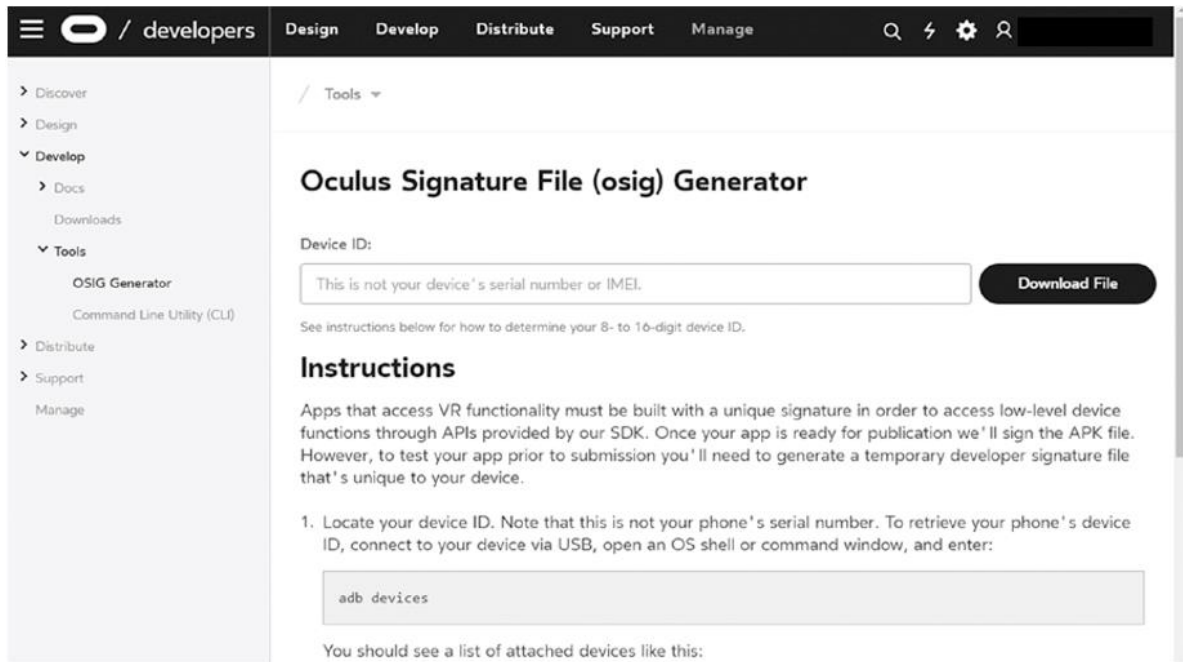 / developers Design Develop Distribute Support Manage
Discover
Design
Develop
Docs
Downloads
Tools
OSIG Generator
Command Line Utility (CLI)
Distribute
Support
Manage
/ Tools
Oculus Signature File (osig) Generator
Device ID:
This is not your device's serial number or IMEI.
Download File
See instructions below for how to determine your 8- to 16-digit device ID.
Instructions
Apps that access VR functionality must be built with a unique signature in order to access low-level device
functions through APIs provided by our SDK. Once your app is ready for publication we'll sign the APK file.
However, to test your app prior to submission you'll need to generate a temporary developer signature file
that's unique to your device.
1. Locate your device ID. Note that this is not your phone's serial number. To retrieve your phone's device
ID, connect to your device via USB, open an OS shell or command window, and enter:
adb devices
You should see a list of attached devices like this: